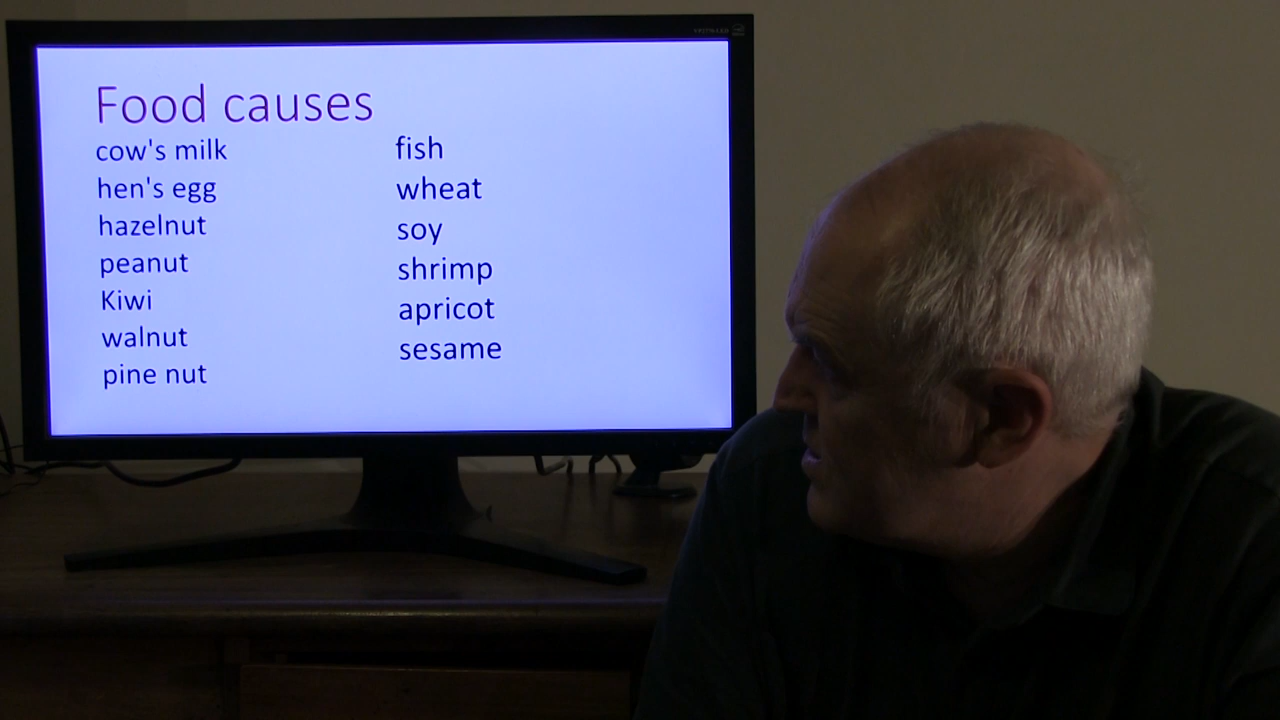 Food causes
cow's milk
hen's egg
hazelnut
peanut
Kiwi
walnut
pine nut
fish
wheat
soy
shrimp
apricot
sesame